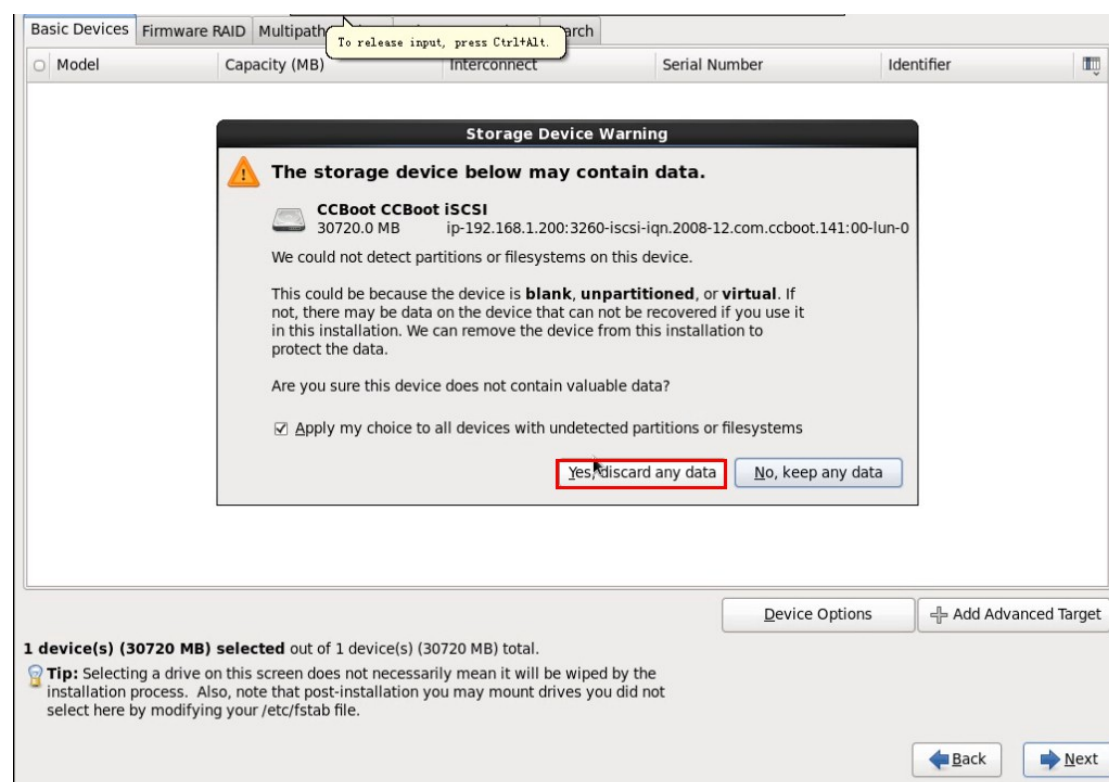 Basic Devices Firmware RAID Multipath arch
To release input, press Ctrl+Alt.
Model Capacity (MB) Interconnect Serial Number Identifier
Storage Device Warning
The storage device below may contain data.
CCBoot CCBoot iSCSI
30720.0 MB ip-192.168.1.200:3260-iscsi-iqn.2008-12.com.ccboot.141:00-lun-0
We could not detect partitions or filesystems on this device.
This could be because the device is blank, unpartitioned, or virtual. If
not, there may be data on the device that can not be recovered if you use it
in this installation. We can remove the device from this installation to
protect the data.
Are you sure this device does not contain valuable data?
Apply my choice to all devices with undetected partitions or filesystems
Yes, discard any data No, keep any data
Device Options Add Advanced Target
1 device(s) (30720 MB) selected out of 1 device(s) (30720 MB) total.
Tip: Selecting a drive on this screen does not necessarily mean it will be wiped by the
installation process. Also, note that post-installation you may mount drives you did not
select here by modifying your /etc/fstab file.
Back Next